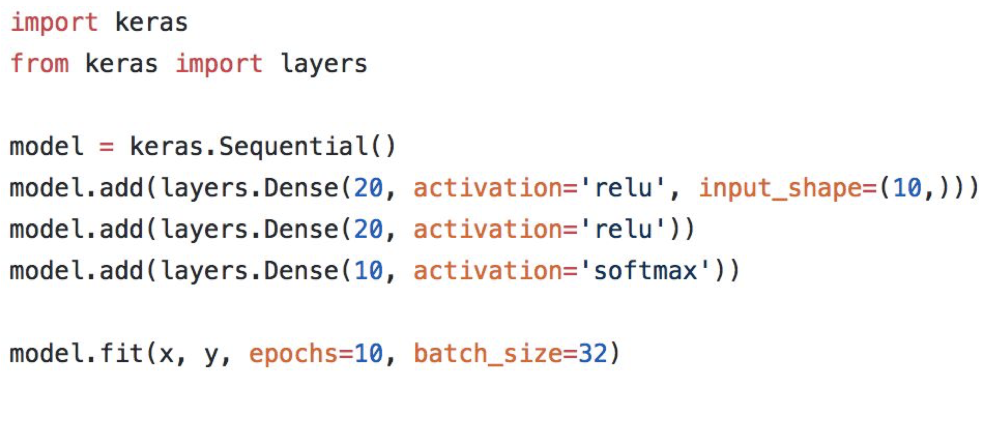 import keras
from keras import layers
model = keras.Sequential()
model.add(layers.Dense(20, activation='relu', input_shape=(10,)))
model.add(layers.Dense(20, activation='relu'))
model.add(layers.Dense(10, activation='softmax'))
model.fit(x, y, epochs=10, batch_size=32)